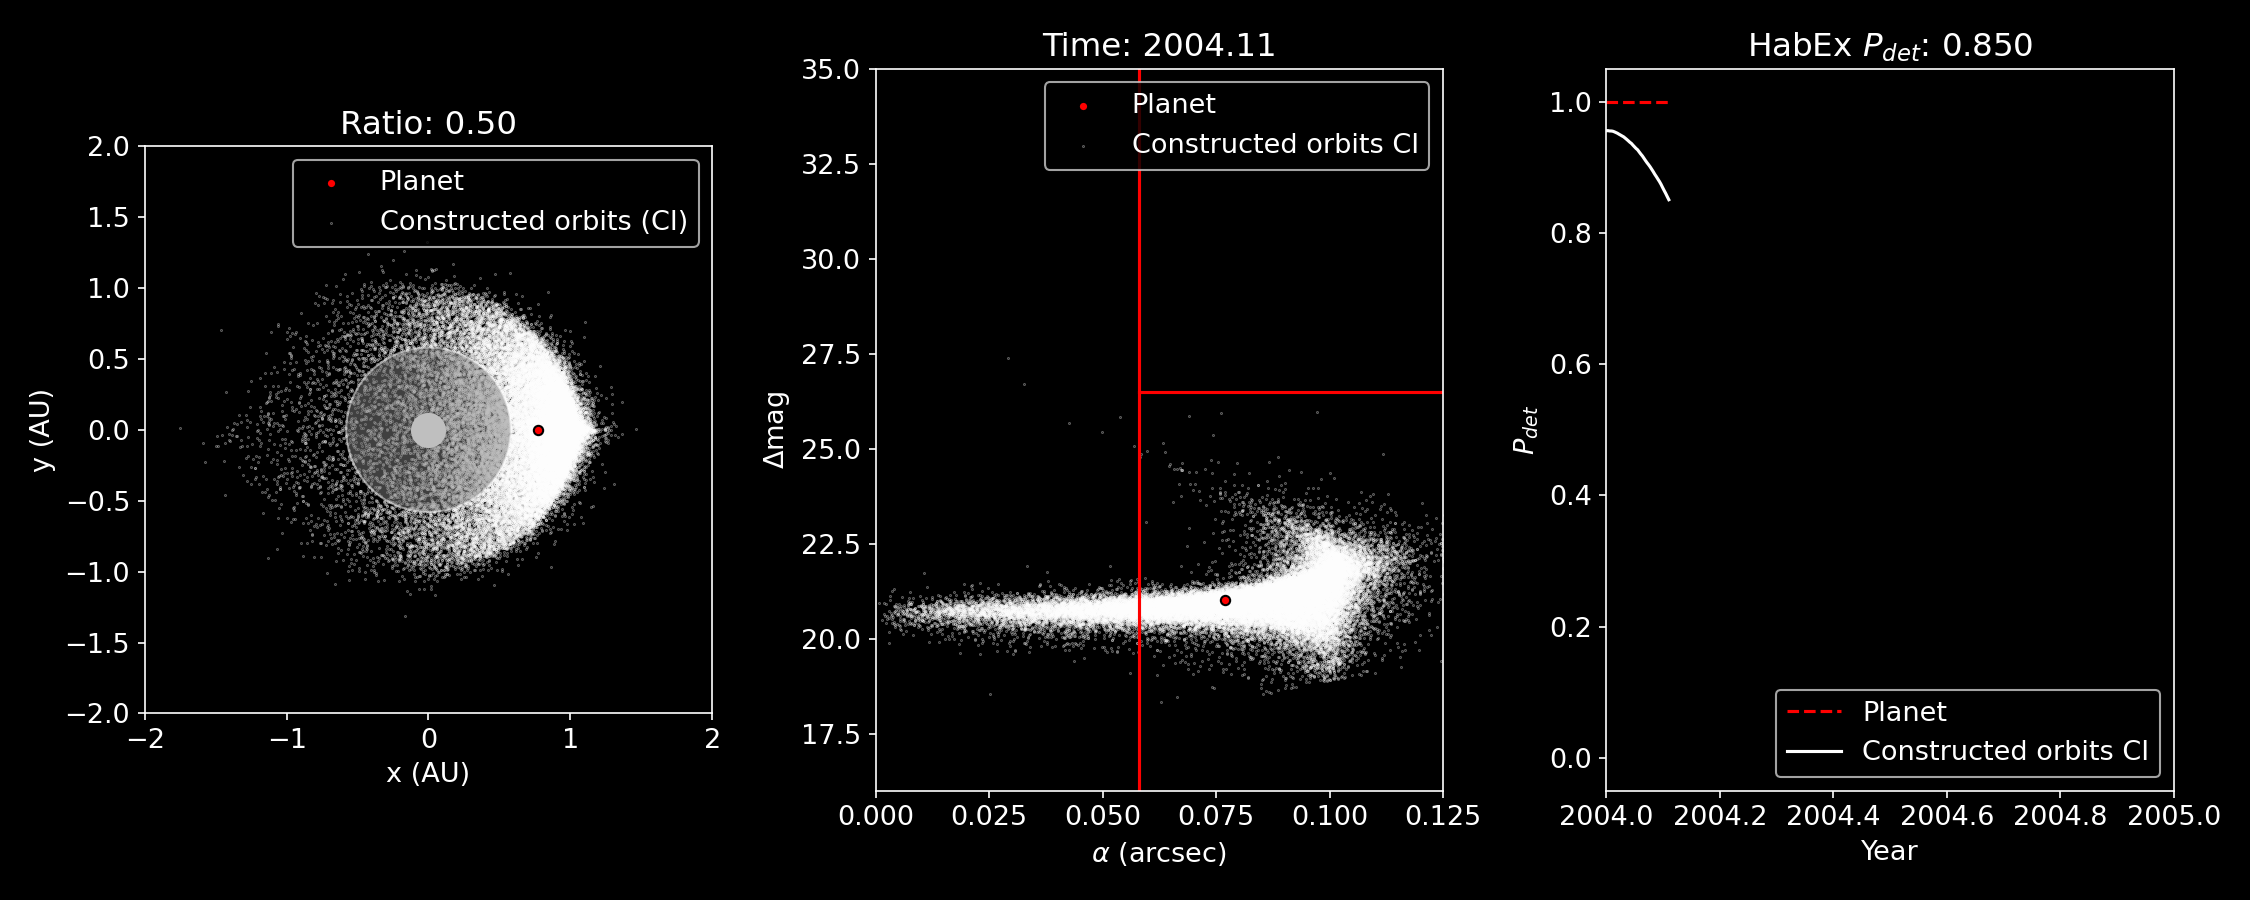 Ratio: 0.50
2.0
1.5
1.0
0.5
0.0
−0.5
−1.0
−1.5
−2.0
−2
−1
0
1
2
x (AU)
y (AU)
Planet
Constructed orbits (CI)
Time: 2004.11
35.0
32.5
30.0
27.5
25.0
22.5
20.0
17.5
0.000
0.025
0.050
0.075
0.100
0.125
α (arcsec)
Δmag
Planet
Constructed orbits CI
HabEx Pdet: 0.850
1.0
0.8
0.6
0.4
0.2
0.0
2004.0
2004.2
2004.4
2004.6
2004.8
2005.0
Year
Pdet
Planet
Constructed orbits CI